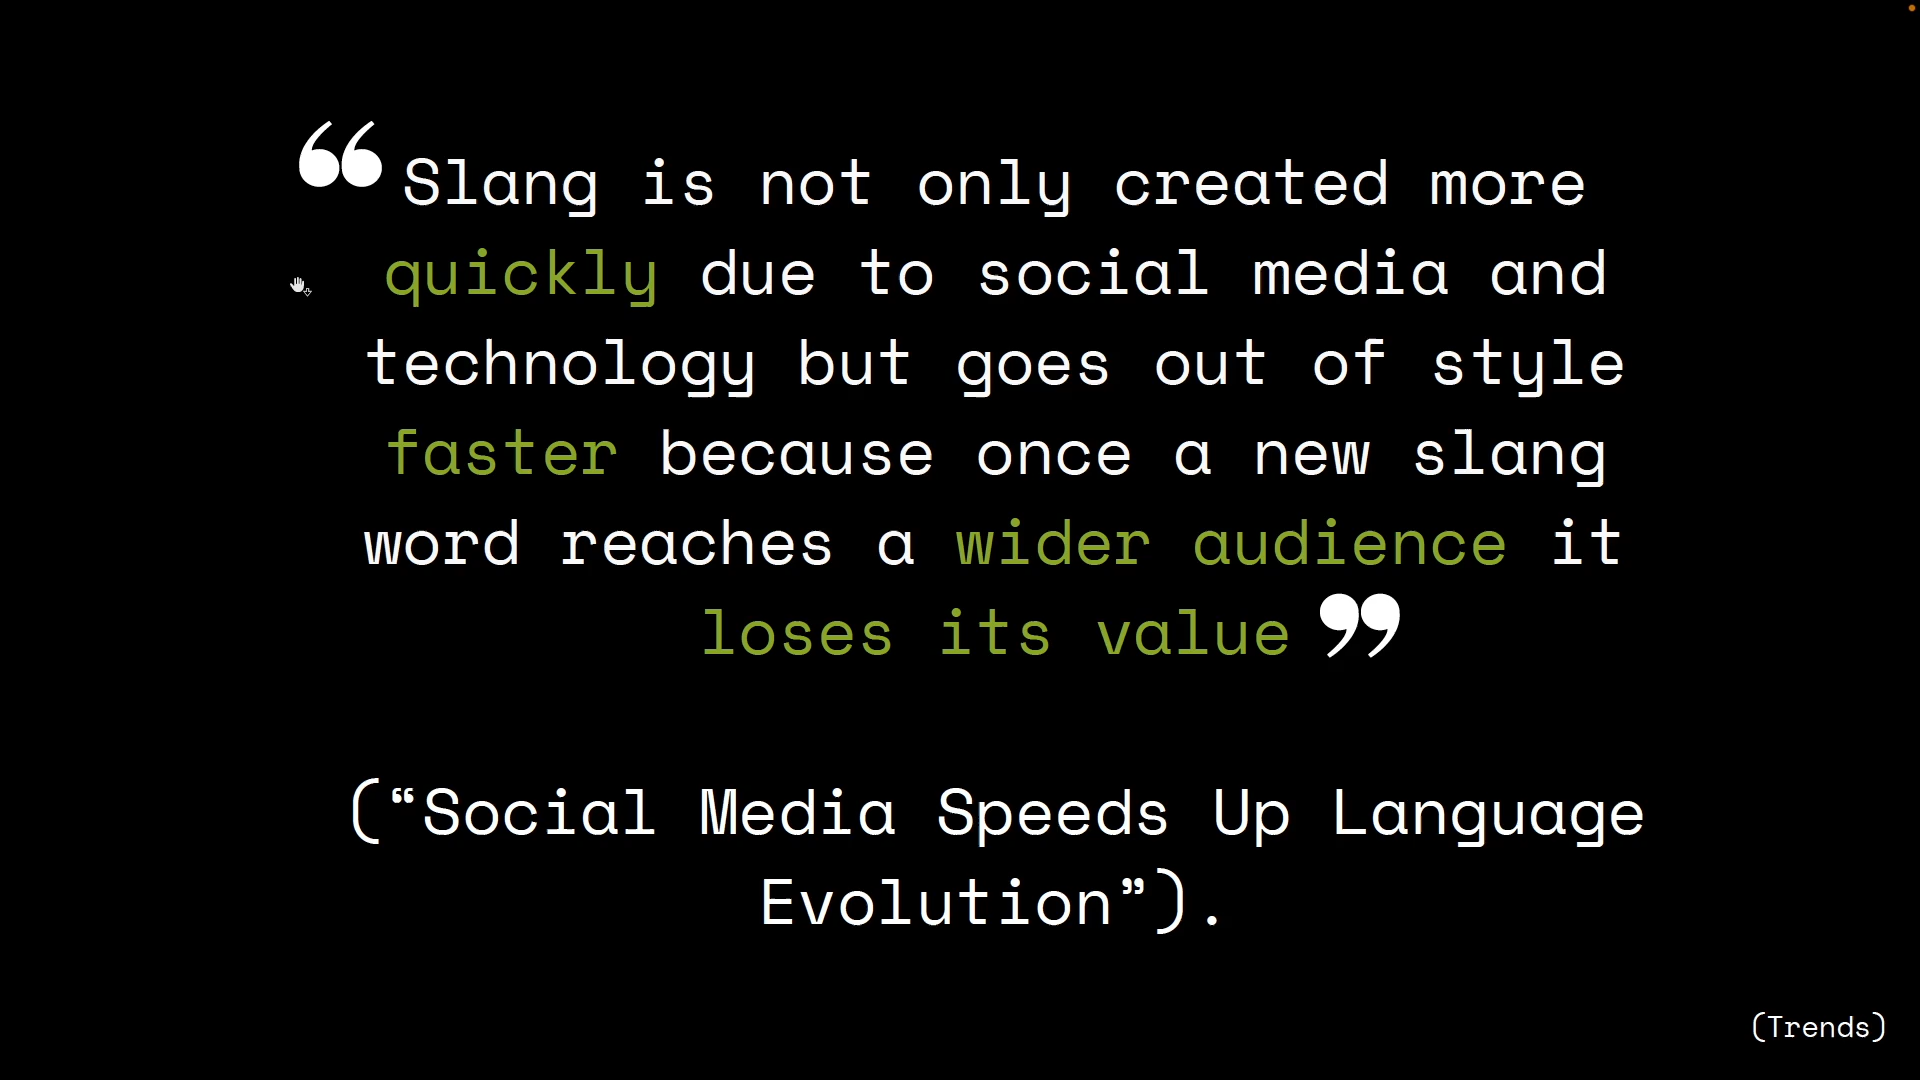 “Slang is not only created more
quickly due to social media and
technology but goes out of style
faster because once a new slang
word reaches a wider audience it
loses its value”
(“Social Media Speeds Up Language
Evolution”).
(Trends)